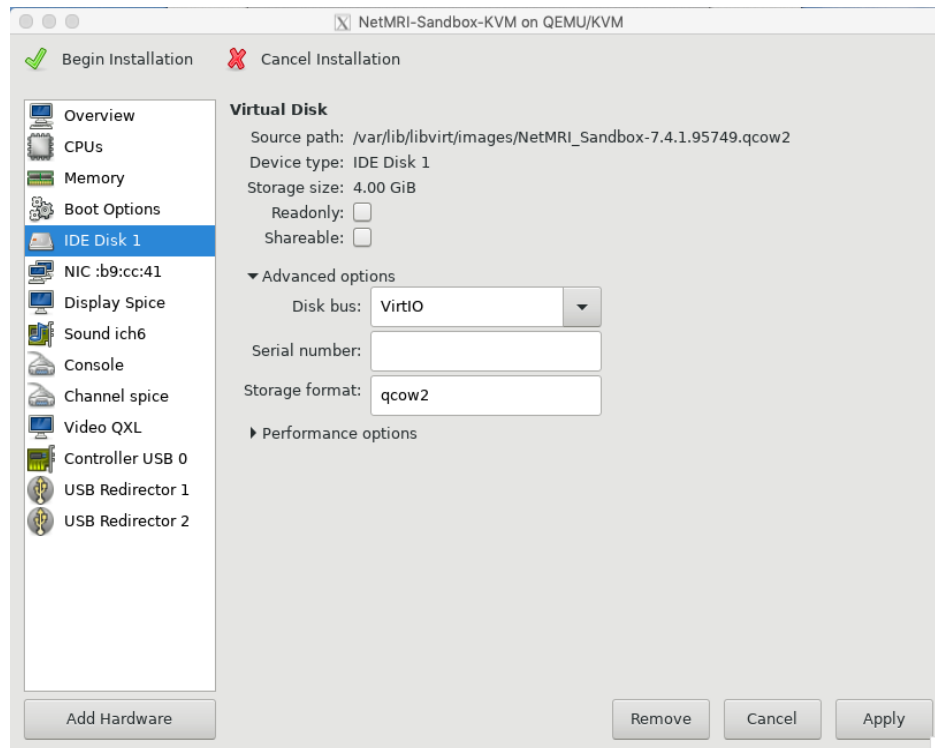 NetMRI-Sandbox-KVM on QEMU/KVM
Begin Installation
Cancel Installation
Overview
CPUs
Memory
Boot Options
IDE Disk 1
NIC :b9:cc:41
Display Spice
Sound ich6
Console
Channel spice
Video QXL
Controller USB 0
USB Redirector 1
USB Redirector 2
Add Hardware
Virtual Disk
Source path: /var/lib/libvirt/images/NetMRI_Sandbox-7.4.1.95749.qcow2
Device type: IDE Disk 1
Storage size: 4.00 GiB
Readonly:
Shareable:
Advanced options
Disk bus: VirtIO
Serial number:
Storage format: qcow2
Performance options
Remove
Cancel
Apply